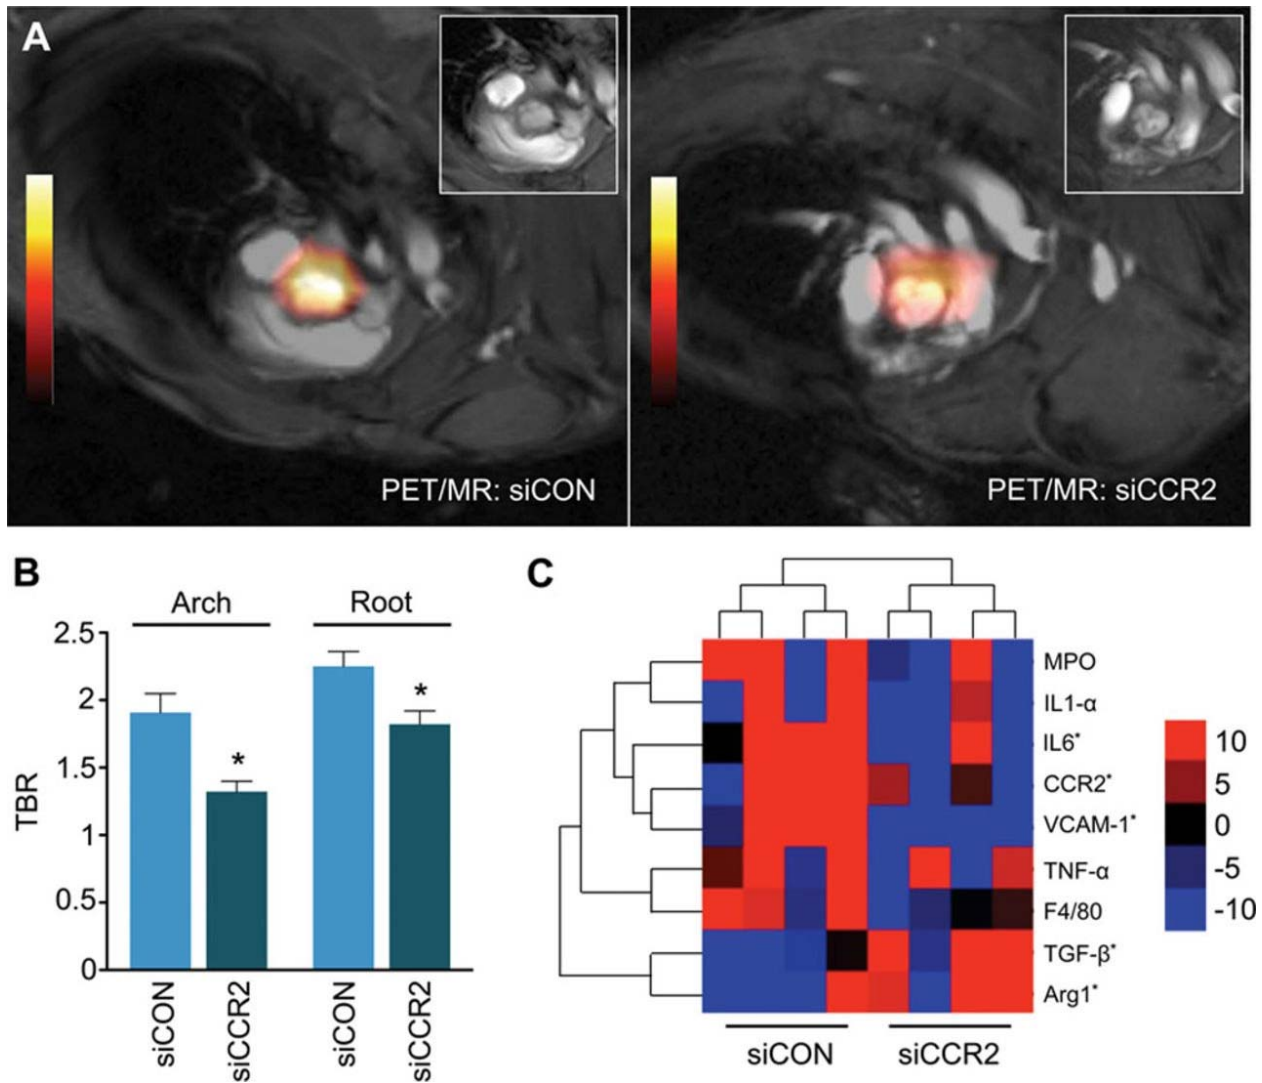 A
PET/MR: siCON
PET/MR: siCCR2
B
Arch
Root
TBR
2.5
2
1.5
1
0.5
0
*
*
siCON
siCCR2
siCON
siCCR2
C
MPO
IL1-α
IL6*
CCR2*
VCAM-1*
TNF-α
F4/80
TGF-β*
Arg1*
10
5
0
-5
-10
siCON
siCCR2